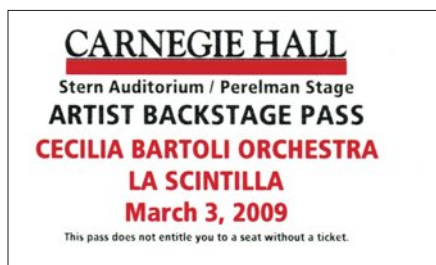 CARNEGIE HALL
Stern Auditorium / Perelman Stage
ARTIST BACKSTAGE PASS
CECILIA BARTOLI ORCHESTRA
LA SCINTILLA
March 3, 2009
This pass does not entitle you to a seat without a ticket.